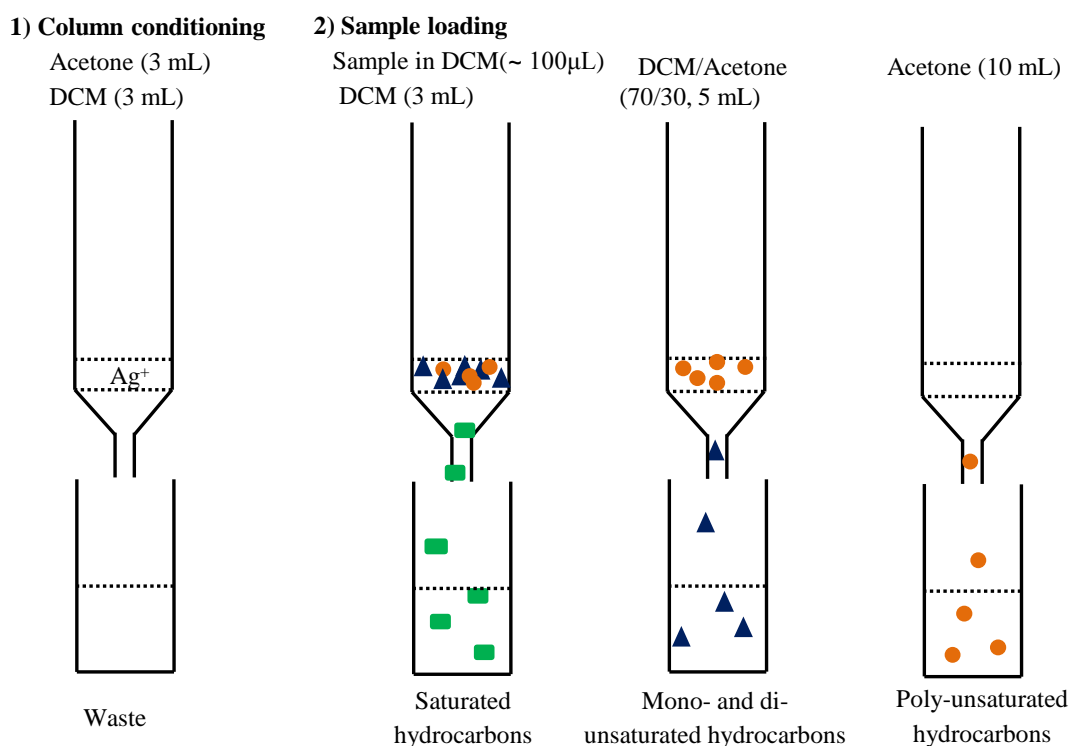 1) Column conditioning
Acetone (3 mL)
DCM (3 mL)
2) Sample loading
Sample in DCM(~ 100μL)
DCM (3 mL)
DCM/Acetone
(70/30, 5 mL)
Acetone (10 mL)
Ag⁺
Waste
Saturated
hydrocarbons
Mono- and di-
unsaturated hydrocarbons
Poly-unsaturated
hydrocarbons